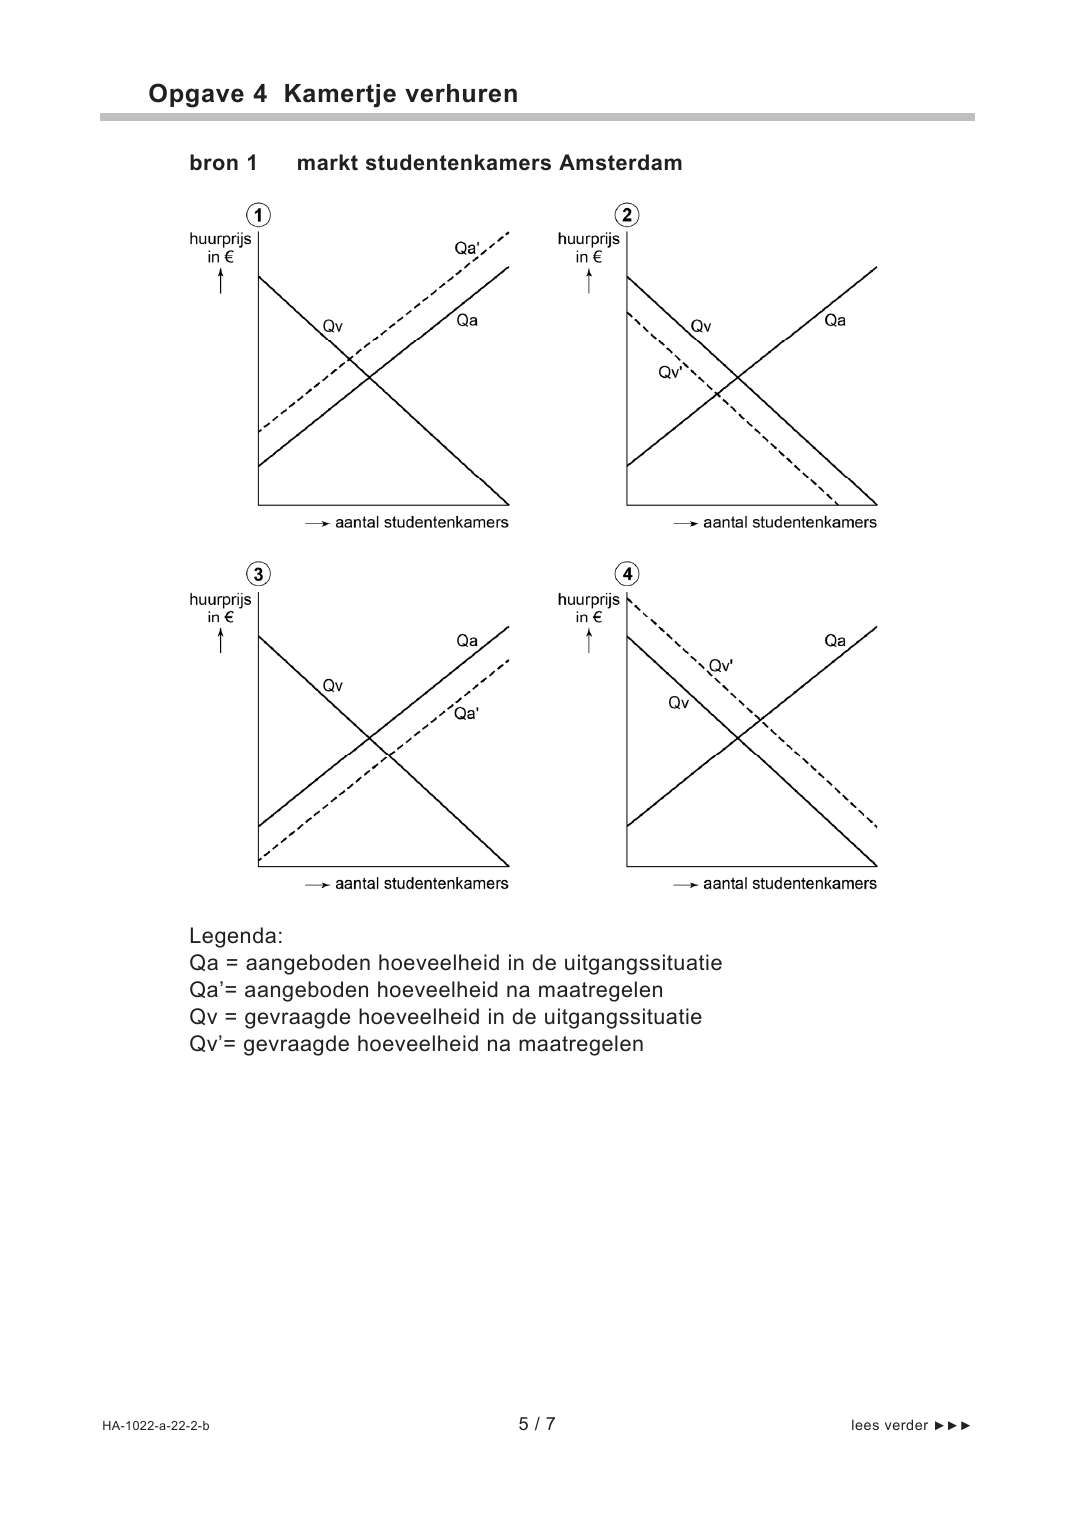 Opgave 4 Kamertje verhuren
bron 1 markt studentenkamers Amsterdam
1
huurprijs
in €
Qa'
Qa
Qv
aantal studentenkamers
2
huurprijs
in €
Qv
Qa
Qv'
aantal studentenkamers
3
huurprijs
in €
Qa
Qv
Qa'
aantal studentenkamers
4
huurprijs
in €
Qa
Qv'
Qv
aantal studentenkamers
Legenda:
Qa = aangeboden hoeveelheid in de uitgangssituatie
Qa’= aangeboden hoeveelheid na maatregelen
Qv = gevraagde hoeveelheid in de uitgangssituatie
Qv’= gevraagde hoeveelheid na maatregelen
HA-1022-a-22-2-b
5 / 7
lees verder ►►►